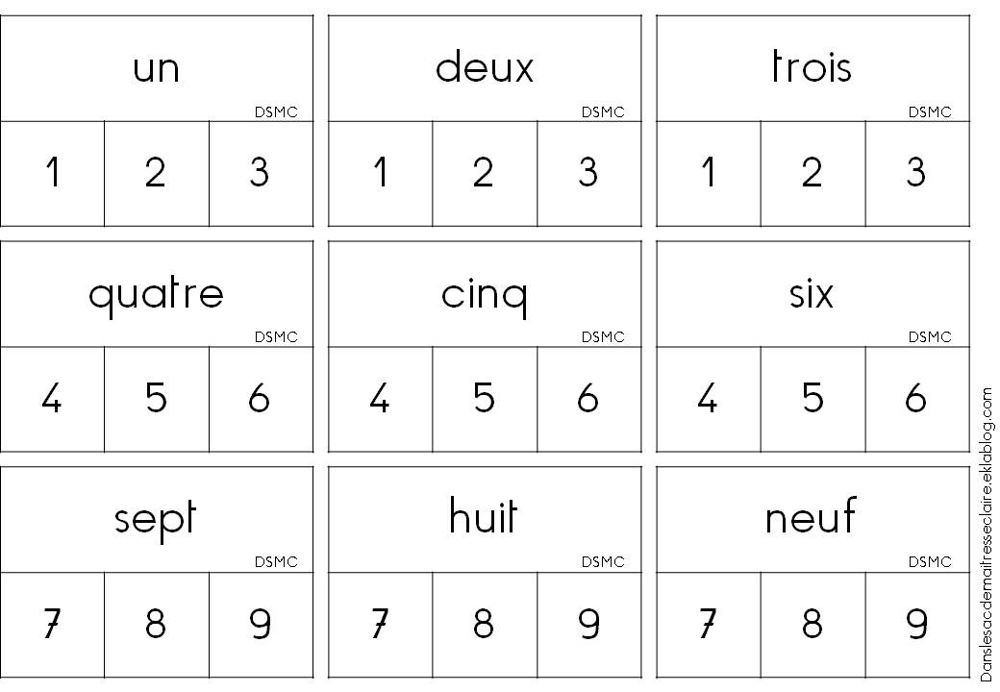 un deux trois
DSMC DSMC DSMC
1 2 3 1 2 3 1 2 3
quatre cinq six
DSMC DSMC DSMC
4 5 6 4 5 6 4 5 6
sept huit neuf
DSMC DSMC DSMC
7 8 9 7 8 9 7 8 9
Danslesacdemaitresseclaire.eklablog.com